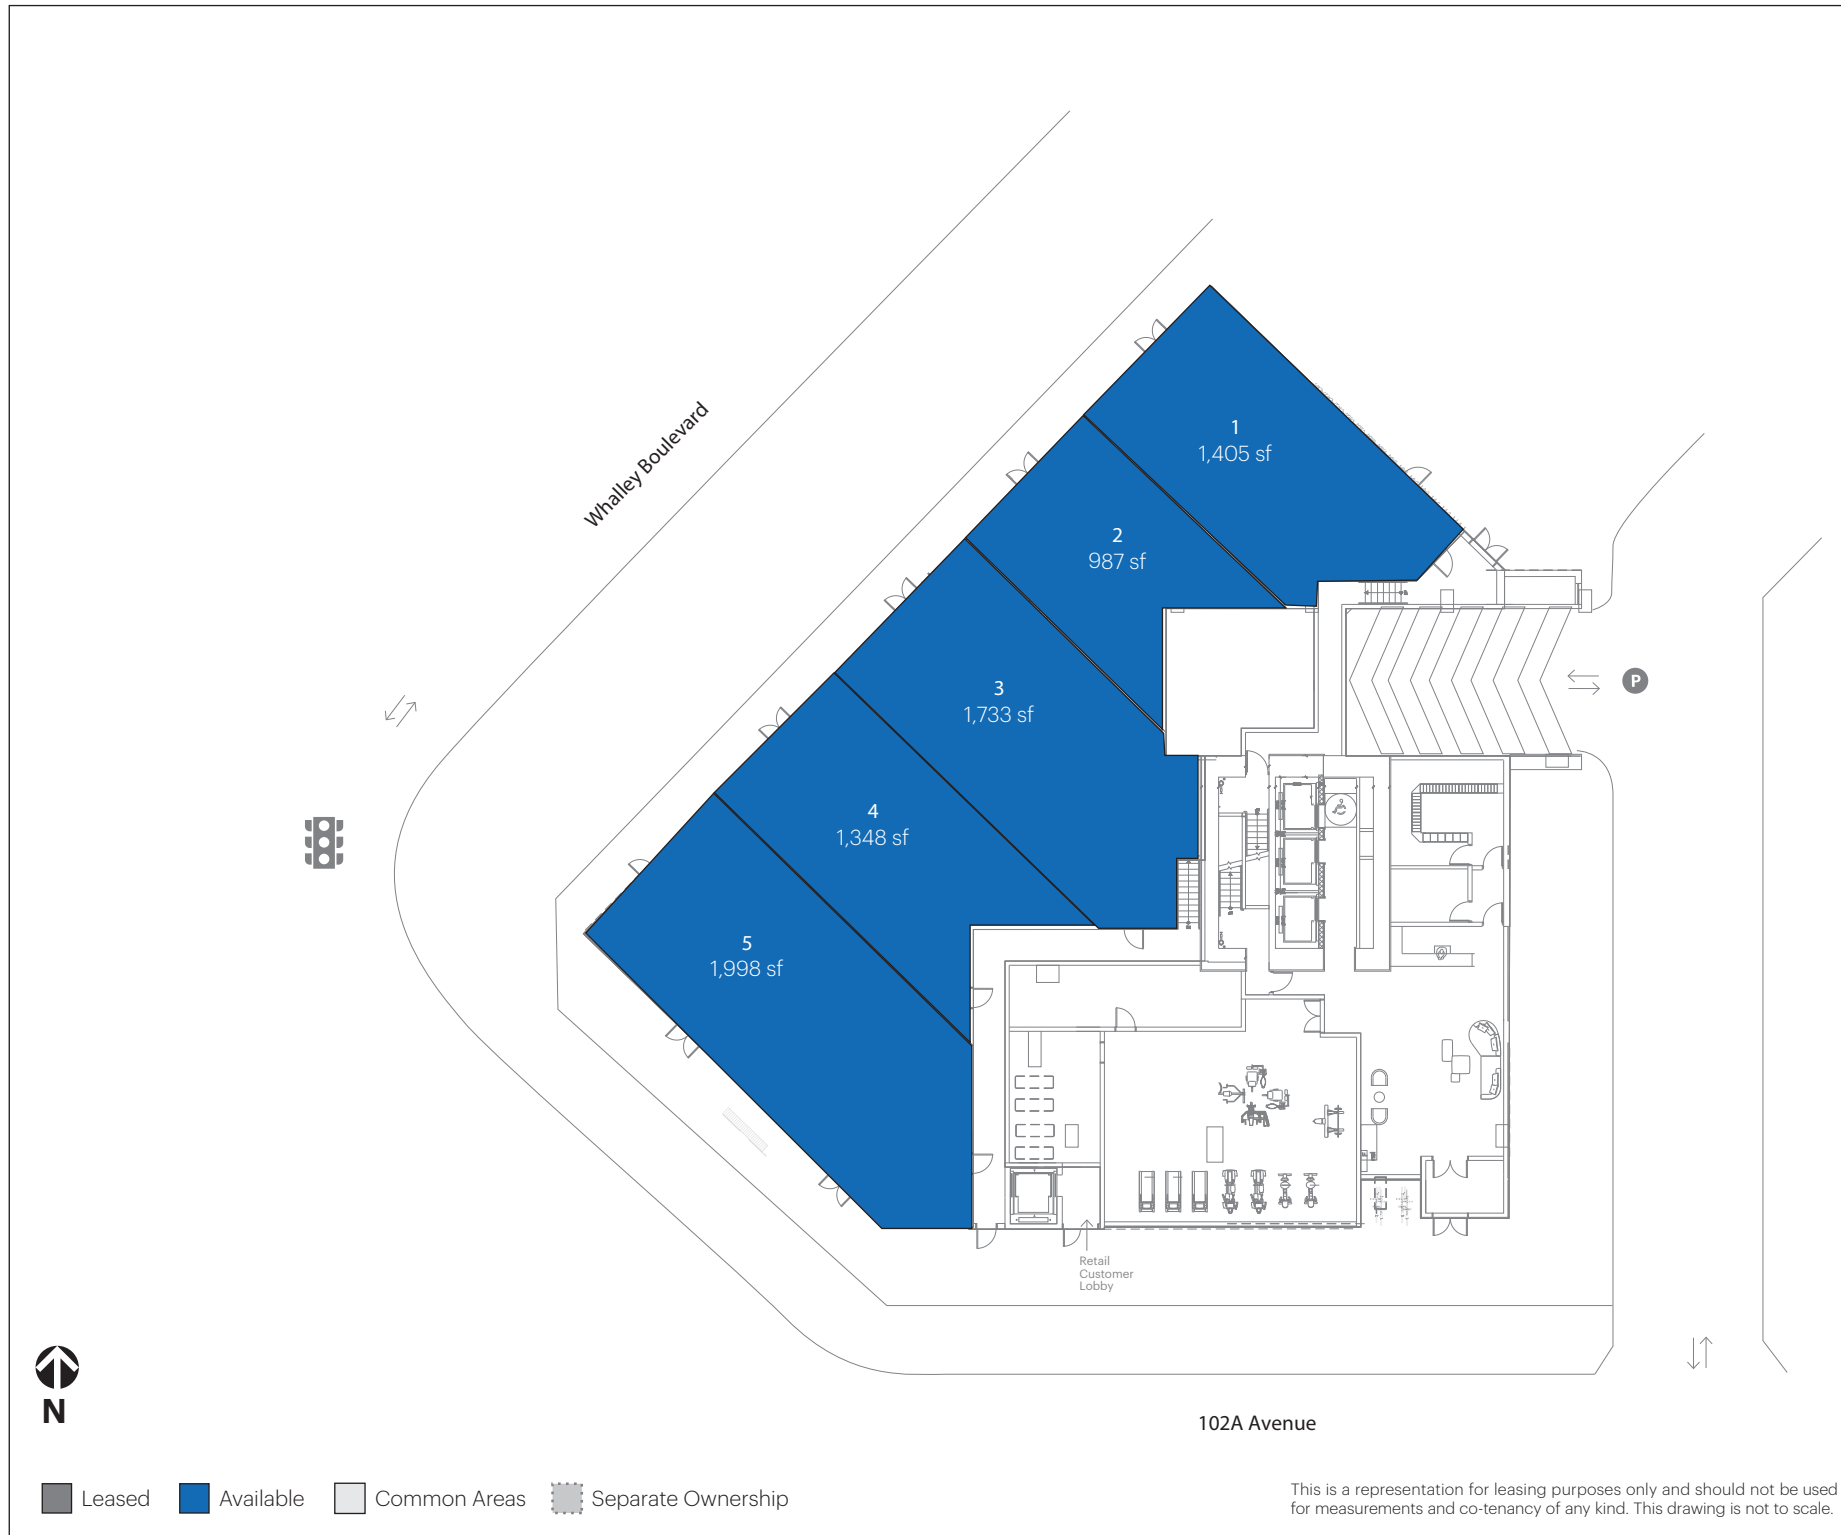 Whalley Boulevard
1
1,405 sf
2
987 sf
3
1,733 sf
P
4
1,348 sf
5
1,998 sf
Retail
Customer
Lobby
N
102A Avenue
Leased
Available
Common Areas
Separate Ownership
This is a representation for leasing purposes only and should not be used
for measurements and co-tenancy of any kind. This drawing is not to scale.